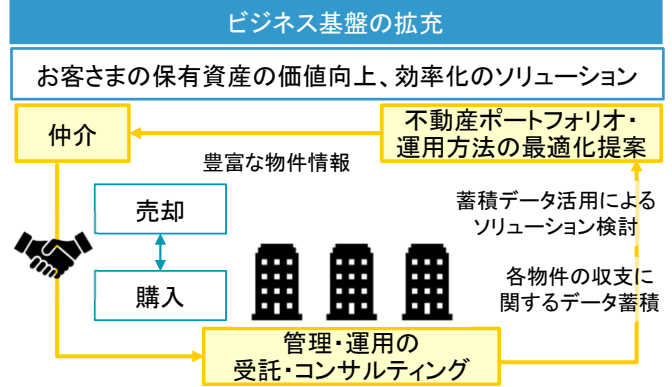 ビジネス基盤の拡充
お客さまの保有資産の価値向上、効率化のソリューション
仲介
不動産ポートフォリオ・
運用方法の最適化提案
豊富な物件情報
売却
購入
蓄積データ活用による
ソリューション検討
各物件の収支に
関するデータ蓄積
管理・運用の
受託・コンサルティング